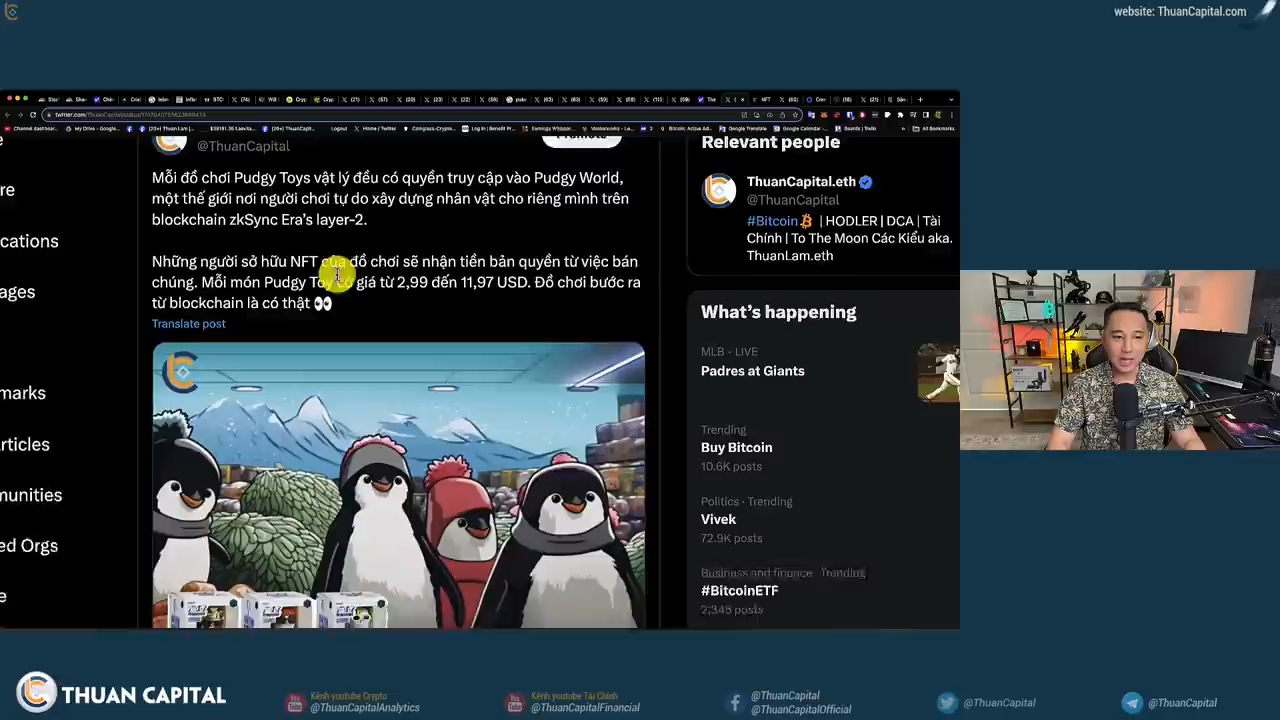 website: ThuanCapital.com
@ThuanCapital
Mỗi đồ chơi Pudgy Toys vật lý đều có quyền truy cập vào Pudgy World,
một thế giới nơi người chơi tự do xây dựng nhân vật cho riêng mình trên
blockchain zkSync Era's layer-2.
Những người sở hữu NFT của đồ chơi sẽ nhận tiền bản quyền từ việc bán
chúng. Mỗi món Pudgy Toy có giá từ 2,99 đến 11,97 USD. Đồ chơi bước ra
từ blockchain là có thật 👀
Translate post
re
cations
ages
marks
rticles
munities
ed Orgs
e
Relevant people
ThuanCapital.eth
@ThuanCapital
#Bitcoin | HODLER | DCA | Tài
Chính | To The Moon Các Kiểu aka.
ThuanLam.eth
What's happening
MLB · LIVE
Padres at Giants
Trending
Buy Bitcoin
10.6K posts
Politics · Trending
Vivek
72.9K posts
Business and finance · Trending
#BitcoinETF
2,345 posts
THUAN CAPITAL
Kênh youtube Crypto
@ThuanCapitalAnalytics
Kênh youtube Tài Chính
@ThuanCapitalFinancial
@ThuanCapital
@ThuanCapitalOfficial
@ThuanCapital
@ThuanCapital